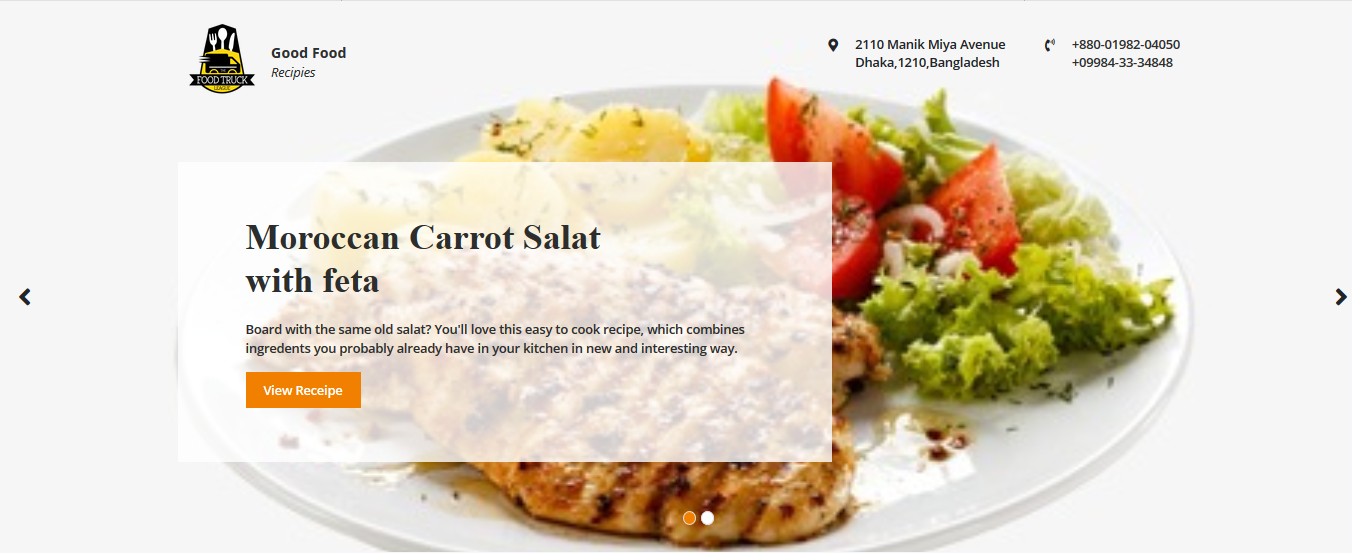 FOOD TRUCK
LEAGUE
Good Food
Recipies
2110 Manik Miya Avenue
Dhaka,1210,Bangladesh
+880-01982-04050
+09984-33-34848
Moroccan Carrot Salat
with feta
Board with the same old salat? You'll love this easy to cook recipe, which combines
ingredents you probably already have in your kitchen in new and interesting way.
View Receipe